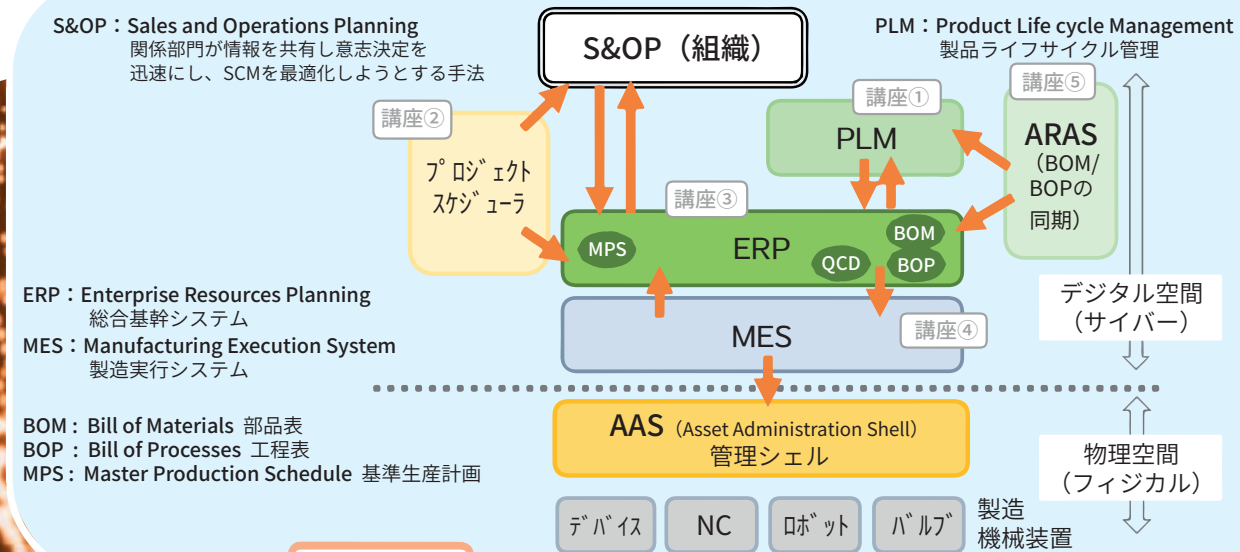 S&OP：Sales and Operations Planning
関係部門が情報を共有し意志決定を
迅速にし、SCMを最適化しようとする手法
S&OP（組織）
PLM：Product Life cycle Management
製品ライフサイクル管理
講座②
プロジェクト
スケジューラ
講座①
PLM
講座⑤
ARAS
（BOM/
BOPの
同期）
講座③
MPS
ERP
QCD
BOM
BOP
ERP：Enterprise Resources Planning
総合基幹システム
MES：Manufacturing Execution System
製造実行システム
MES
講座④
デジタル空間
（サイバー）
BOM：Bill of Materials 部品表
BOP：Bill of Processes 工程表
MPS：Master Production Schedule 基準生産計画
AAS（Asset Administration Shell）
管理シェル
物理空間
（フィジカル）
デバイス
NC
ロボット
バルブ
製造
機械装置